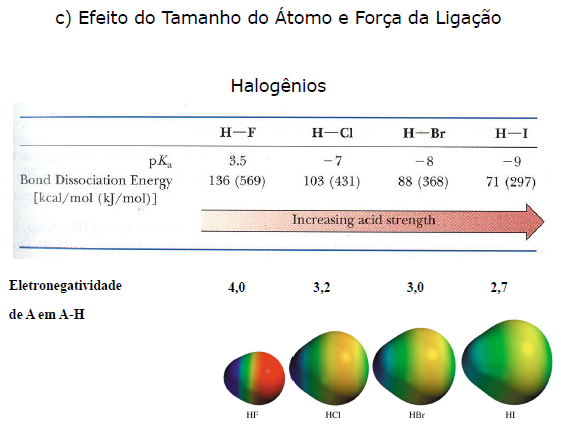 c) Efeito do Tamanho do Átomo e Força da Ligação
Halogênios
H—F H—Cl H—Br H—I
pKa 3.5 −7 −8 −9
Bond Dissociation Energy 136 (569) 103 (431) 88 (368) 71 (297)
[kcal/mol (kJ/mol)]
Increasing acid strength
Eletronegatividade 4,0 3,2 3,0 2,7
de A em A-H
HF HCl HBr HI